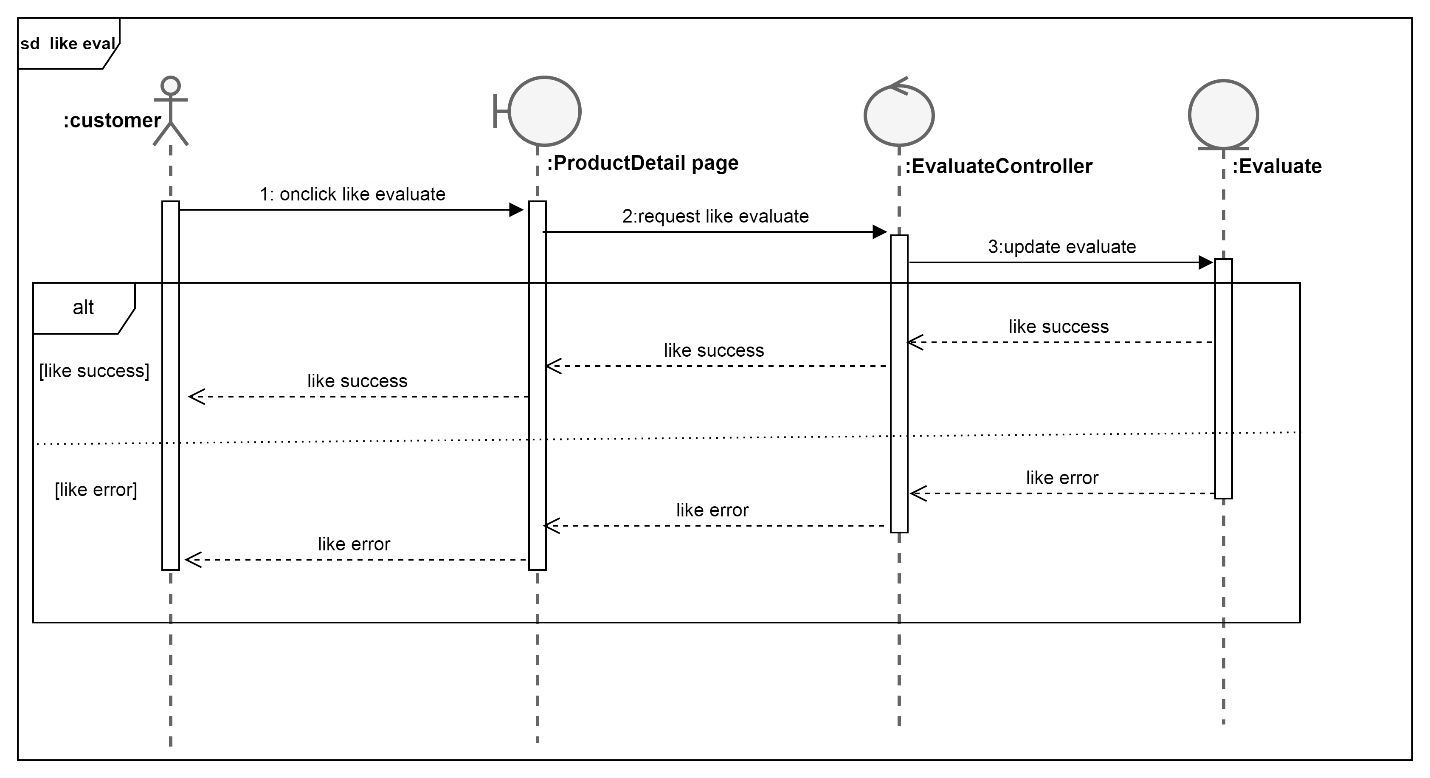 sd like eval
:customer
:ProductDetail page
:EvaluateController
:Evaluate
1: onclick like evaluate
2:request like evaluate
3:update evaluate
alt
like success
like success
[like success]
like success
like error
[like error]
like error
like error